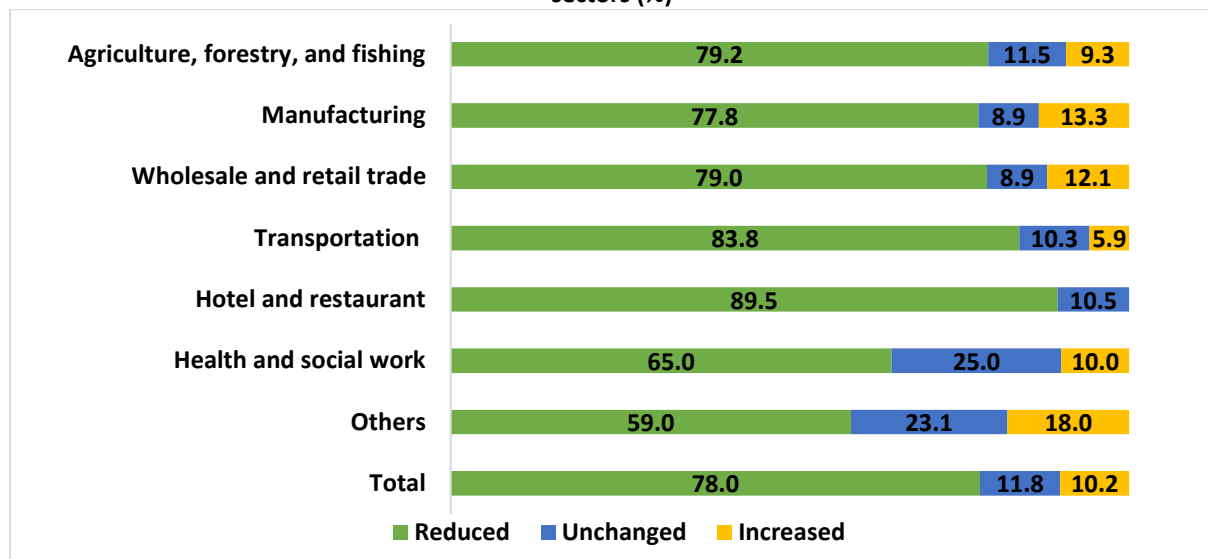 sectors (%)
Agriculture, forestry, and fishing 79.2 11.5 9.3
Manufacturing 77.8 8.9 13.3
Wholesale and retail trade 79.0 8.9 12.1
Transportation 83.8 10.3 5.9
Hotel and restaurant 89.5 10.5
Health and social work 65.0 25.0 10.0
Others 59.0 23.1 18.0
Total 78.0 11.8 10.2
Reduced Unchanged Increased